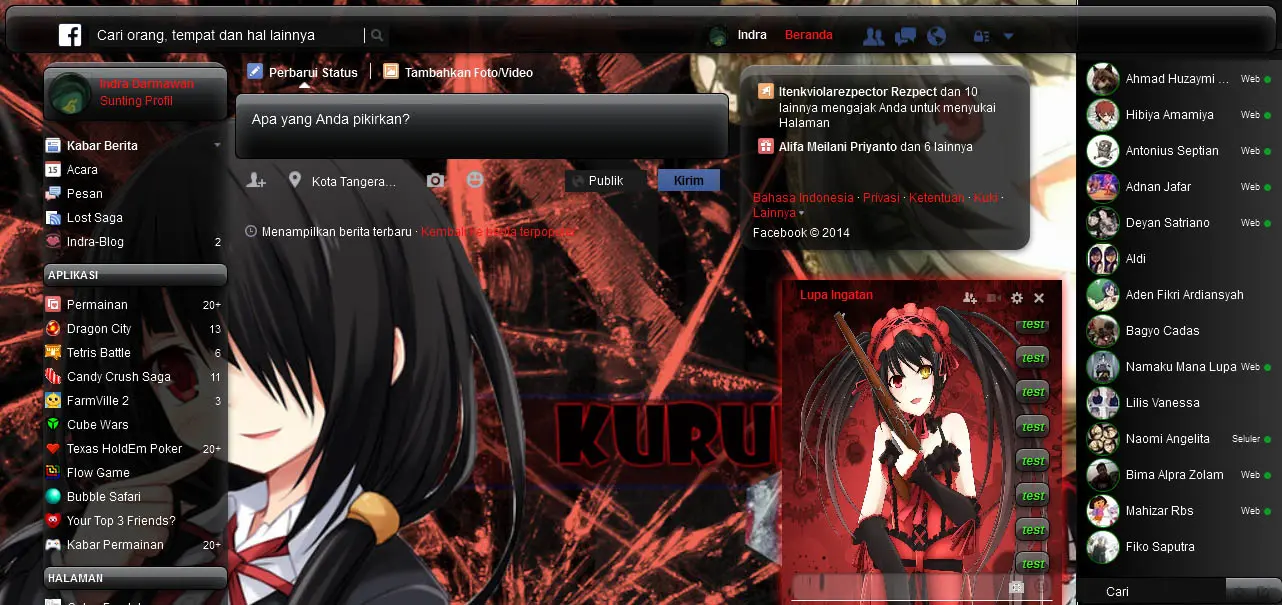 f
Cari orang, tempat dan hal lainnya
Indra
Beranda
Indra Darmawan
Sunting Profil
Kabar Berita
15
Acara
Pesan
Lost Saga
Indra-Blog 2
APLIKASI
Permainan 20+
Dragon City 13
Tetris Battle 6
Candy Crush Saga 11
FarmVille 2 3
Cube Wars
Texas HoldEm Poker 20+
Flow Game
Bubble Safari
Your Top 3 Friends?
Kabar Permainan 20+
HALAMAN
Perbarui Status
Tambahkan Foto/Video
Apa yang Anda pikirkan?
Kota Tangera...
Publik
Kirim
Menampilkan berita terbaru · Kembali ke berita terpopuler
KURU
Itenkviolarezpector Rezpect dan 10
lainnya mengajak Anda untuk menyukai
Halaman
Alifa Meilani Priyanto dan 6 lainnya
Bahasa Indonesia · Privasi · Ketentuan · Kuki ·
Lainnya
Facebook © 2014
Lupa Ingatan
test
test
test
test
test
test
test
test
Ahmad Huzaymi ... Web
Hibiya Amamiya Web
Antonius Septian Web
Adnan Jafar Web
Deyan Satriano Web
Aldi
Aden Fikri Ardiansyah
Bagyo Cadas
Namaku Mana Lupa Web
Lilis Vanessa
Naomi Angelita Seluler
Bima Alpra Zolam Web
Mahizar Rbs Web
Fiko Saputra
Cari